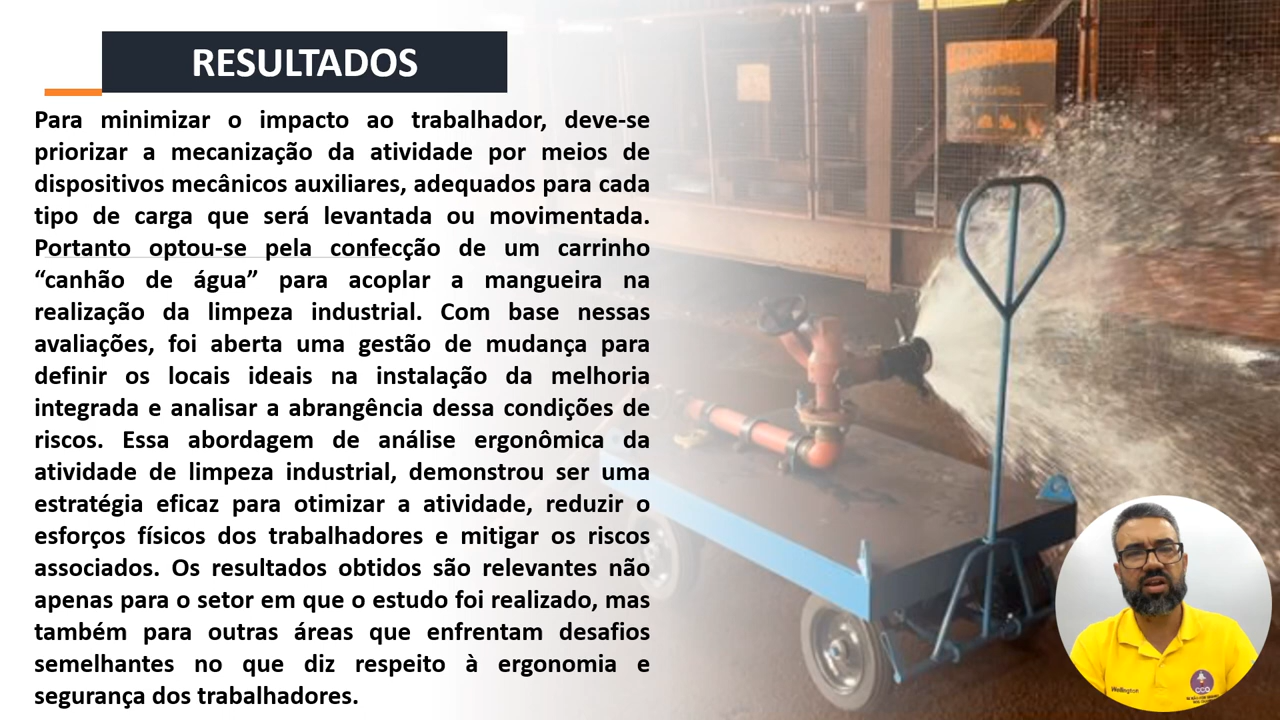 RESULTADOS
Para minimizar o impacto ao trabalhador, deve-se
priorizar a mecanização da atividade por meios de
dispositivos mecânicos auxiliares, adequados para cada
tipo de carga que será levantada ou movimentada.
Portanto optou-se pela confecção de um carrinho
“canhão de água” para acoplar a mangueira na
realização da limpeza industrial. Com base nessas
avaliações, foi aberta uma gestão de mudança para
definir os locais ideais na instalação da melhoria
integrada e analisar a abrangência dessa condições de
riscos. Essa abordagem de análise ergonômica da
atividade de limpeza industrial, demonstrou ser uma
estratégia eficaz para otimizar a atividade, reduzir o
esforços físicos dos trabalhadores e mitigar os riscos
associados. Os resultados obtidos são relevantes não
apenas para o setor em que o estudo foi realizado, mas
também para outras áreas que enfrentam desafios
semelhantes no que diz respeito à ergonomia e
segurança dos trabalhadores.
Wellington
CCQ